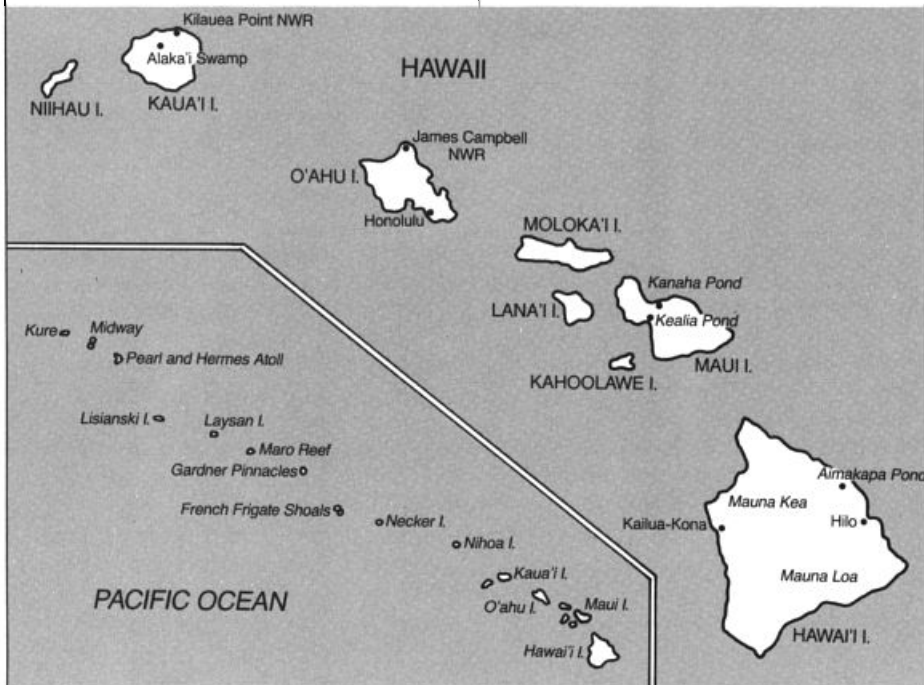 Kilauea Point NWR
Alaka'i Swamp
NIIHAU I.
KAUA'I I.
HAWAII
James Campbell
NWR
O'AHU I.
Honolulu
MOLOKA'I I.
Kanaha Pond
LANA'I I.
Kealia Pond
KAHOOLAWE I.
MAUI I.
Kure
Midway
Pearl and Hermes Atoll
Lisianski I.
Laysan I.
Maro Reef
Gardner Pinnacles
French Frigate Shoals
Necker I.
Nihoa I.
Kaua'i I.
O'ahu I.
Maui I.
Hawai'i I.
PACIFIC OCEAN
Aimakapa Pond
Mauna Kea
Kailua-Kona
Hilo
Mauna Loa
HAWAI'I I.